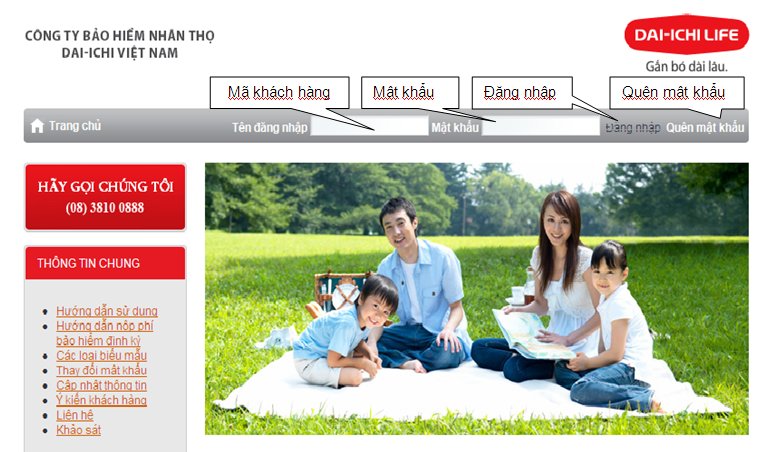 CÔNG TY BẢO HIỂM NHÂN THỌ
DAI-ICHI VIỆT NAM
DAI-ICHI LIFE
Gắn bó dài lâu.
Mã khách hàng
Mật khẩu
Đăng nhập
Quên mật khẩu
Trang chủ
Tên đăng nhập
Mật khẩu
Đăng nhập
Quên mật khẩu
HÃY GỌI CHÚNG TÔI
(08) 3810 0888
THÔNG TIN CHUNG
Hướng dẫn sử dụng
Hướng dẫn nộp phí
bảo hiểm định kỳ
Các loại biểu mẫu
Thay đổi mật khẩu
Cập nhật thông tin
Ý kiến khách hàng
Liên hệ
Khảo sát